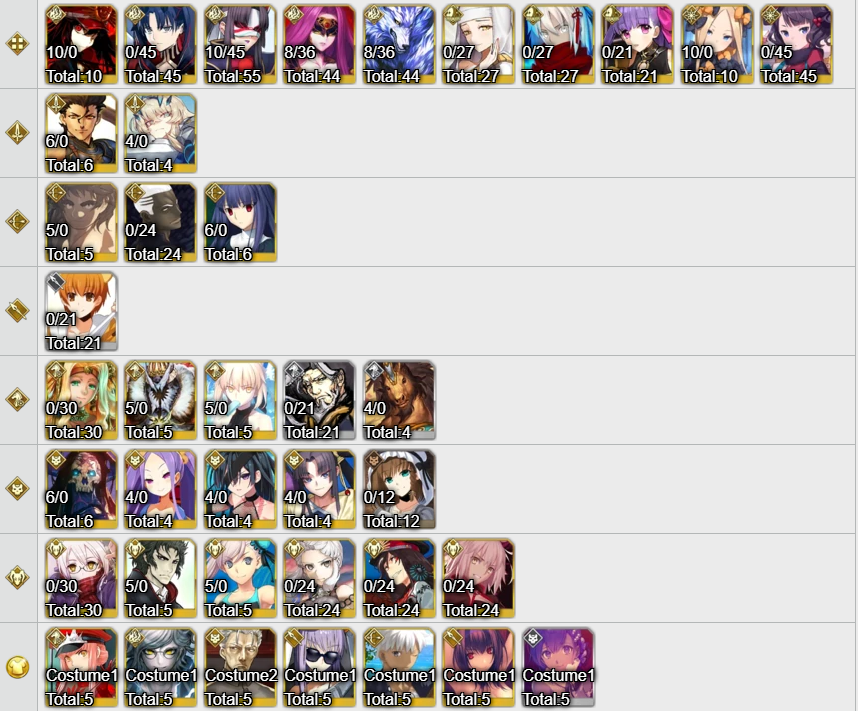 10/0 0/45 10/45 8/36 8/36 0/27 0/27 0/21 10/0 0/45
Total:10 Total:45 Total:55 Total:44 Total:44 Total:27 Total:27 Total:21 Total:10 Total:45
6/0 4/0
Total:6 Total:4
5/0 0/24 6/0
Total:5 Total:24 Total:6
0/21
Total:21
0/30 5/0 5/0 0/21 4/0
Total:30 Total:5 Total:5 Total:21 Total:4
6/0 4/0 4/0 4/0 0/12
Total:6 Total:4 Total:4 Total:4 Total:12
0/30 5/0 5/0 0/24 0/24 0/24
Total:30 Total:5 Total:5 Total:24 Total:24 Total:24
Costume1 Costume1 Costume2 Costume1 Costume1 Costume1 Costume1
Total:5 Total:5 Total:5 Total:5 Total:5 Total:5 Total:5